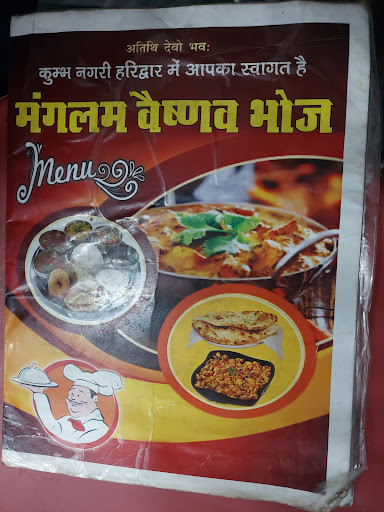 अतिथि देवो भवः
कुम्भ नगरी हरिद्वार में आपका स्वागत है
मंगलम वैष्णव भोज
Menu